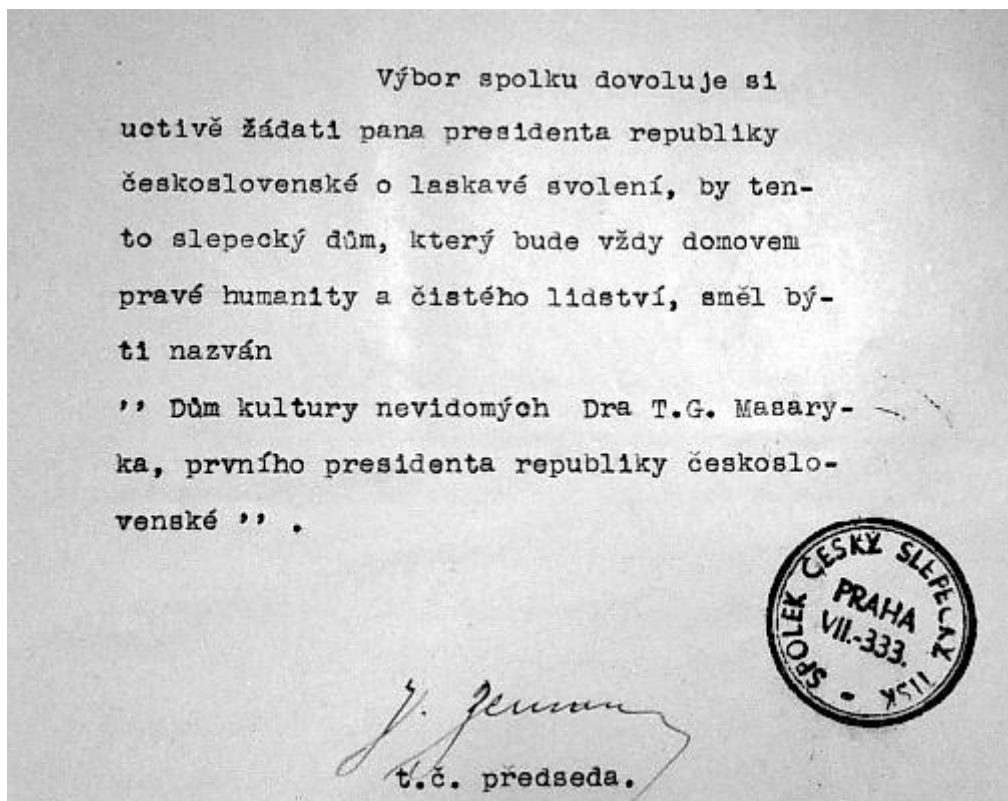 Výbor spolku dovoluje si
uctivě žádati pana presidenta republiky
československé o laskavé svolení, by ten-
to slepecký dům, který bude vždy domovem
pravé humanity a čistého lidství, směl bý-
ti nazván
,, Dům kultury nevidomých Dra T.G. Masary-
ka, prvního presidenta republiky českoslo-
venské ,, .
SPOLEK ČESKÝ SLEPECKÝ TISK -
PRAHA
VII.-333.
t.č. předseda.